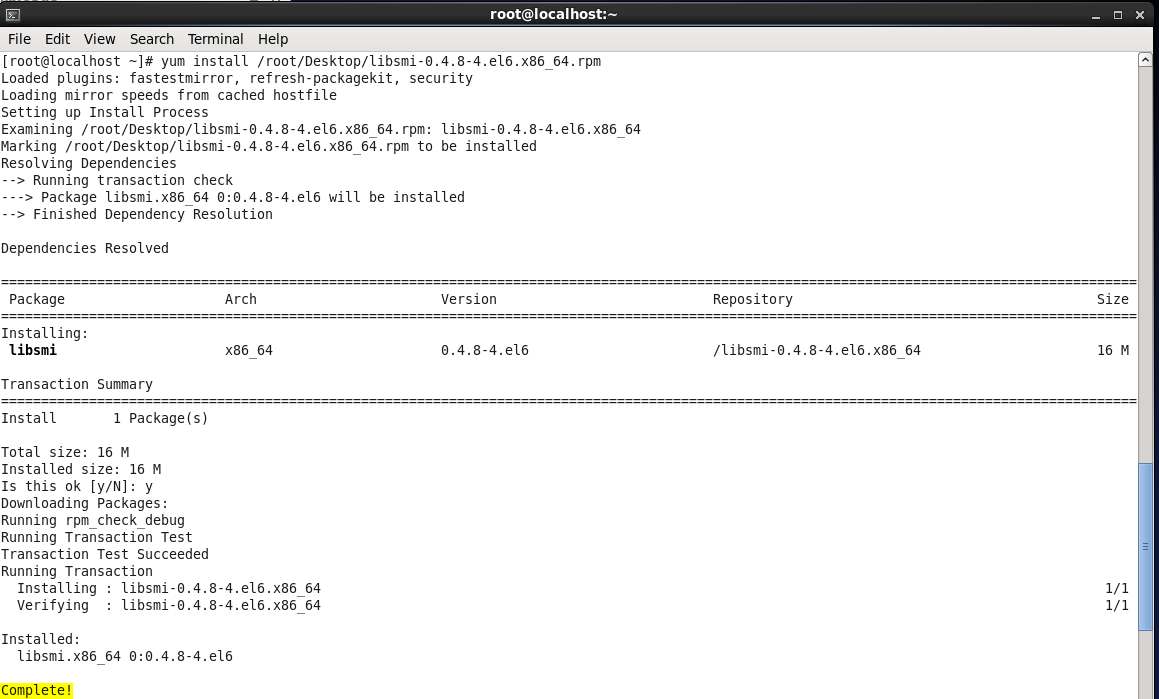 root@localhost:~
File Edit View Search Terminal Help
[root@localhost ~]# yum install /root/Desktop/libsmi-0.4.8-4.el6.x86_64.rpm
Loaded plugins: fastestmirror, refresh-packagekit, security
Loading mirror speeds from cached hostfile
Setting up Install Process
Examining /root/Desktop/libsmi-0.4.8-4.el6.x86_64.rpm: libsmi-0.4.8-4.el6.x86_64
Marking /root/Desktop/libsmi-0.4.8-4.el6.x86_64.rpm to be installed
Resolving Dependencies
--> Running transaction check
---> Package libsmi.x86_64 0:0.4.8-4.el6 will be installed
--> Finished Dependency Resolution
Dependencies Resolved
================================================================================================================================================
Package Arch Version Repository Size
================================================================================================================================================
Installing:
libsmi x86_64 0.4.8-4.el6 /libsmi-0.4.8-4.el6.x86_64 16 M
Transaction Summary
================================================================================================================================================
Install 1 Package(s)
Total size: 16 M
Installed size: 16 M
Is this ok [y/N]: y
Downloading Packages:
Running rpm_check_debug
Running Transaction Test
Transaction Test Succeeded
Running Transaction
Installing : libsmi-0.4.8-4.el6.x86_64 1/1
Verifying : libsmi-0.4.8-4.el6.x86_64 1/1
Installed:
libsmi.x86_64 0:0.4.8-4.el6
Complete!